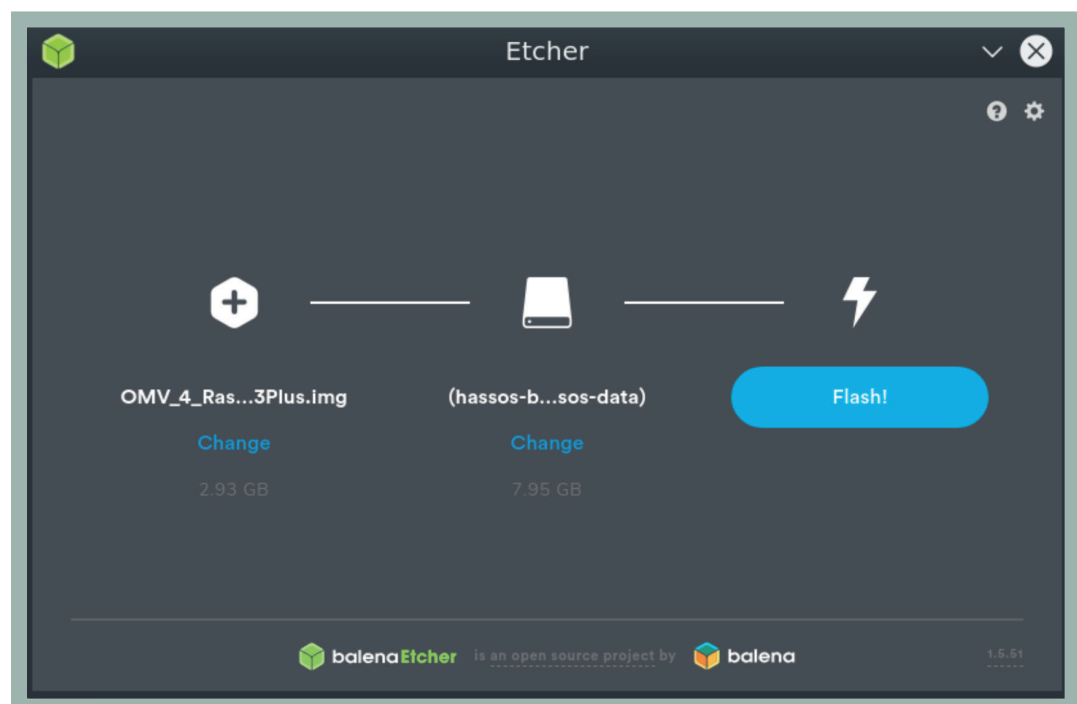 Etcher
OMV_4_Ras...3Plus.img
Change
2.93 GB
(hassos-b...sos-data)
Change
7.95 GB
Flash!
balenaEtcher is an open source project by balena
1.5.51